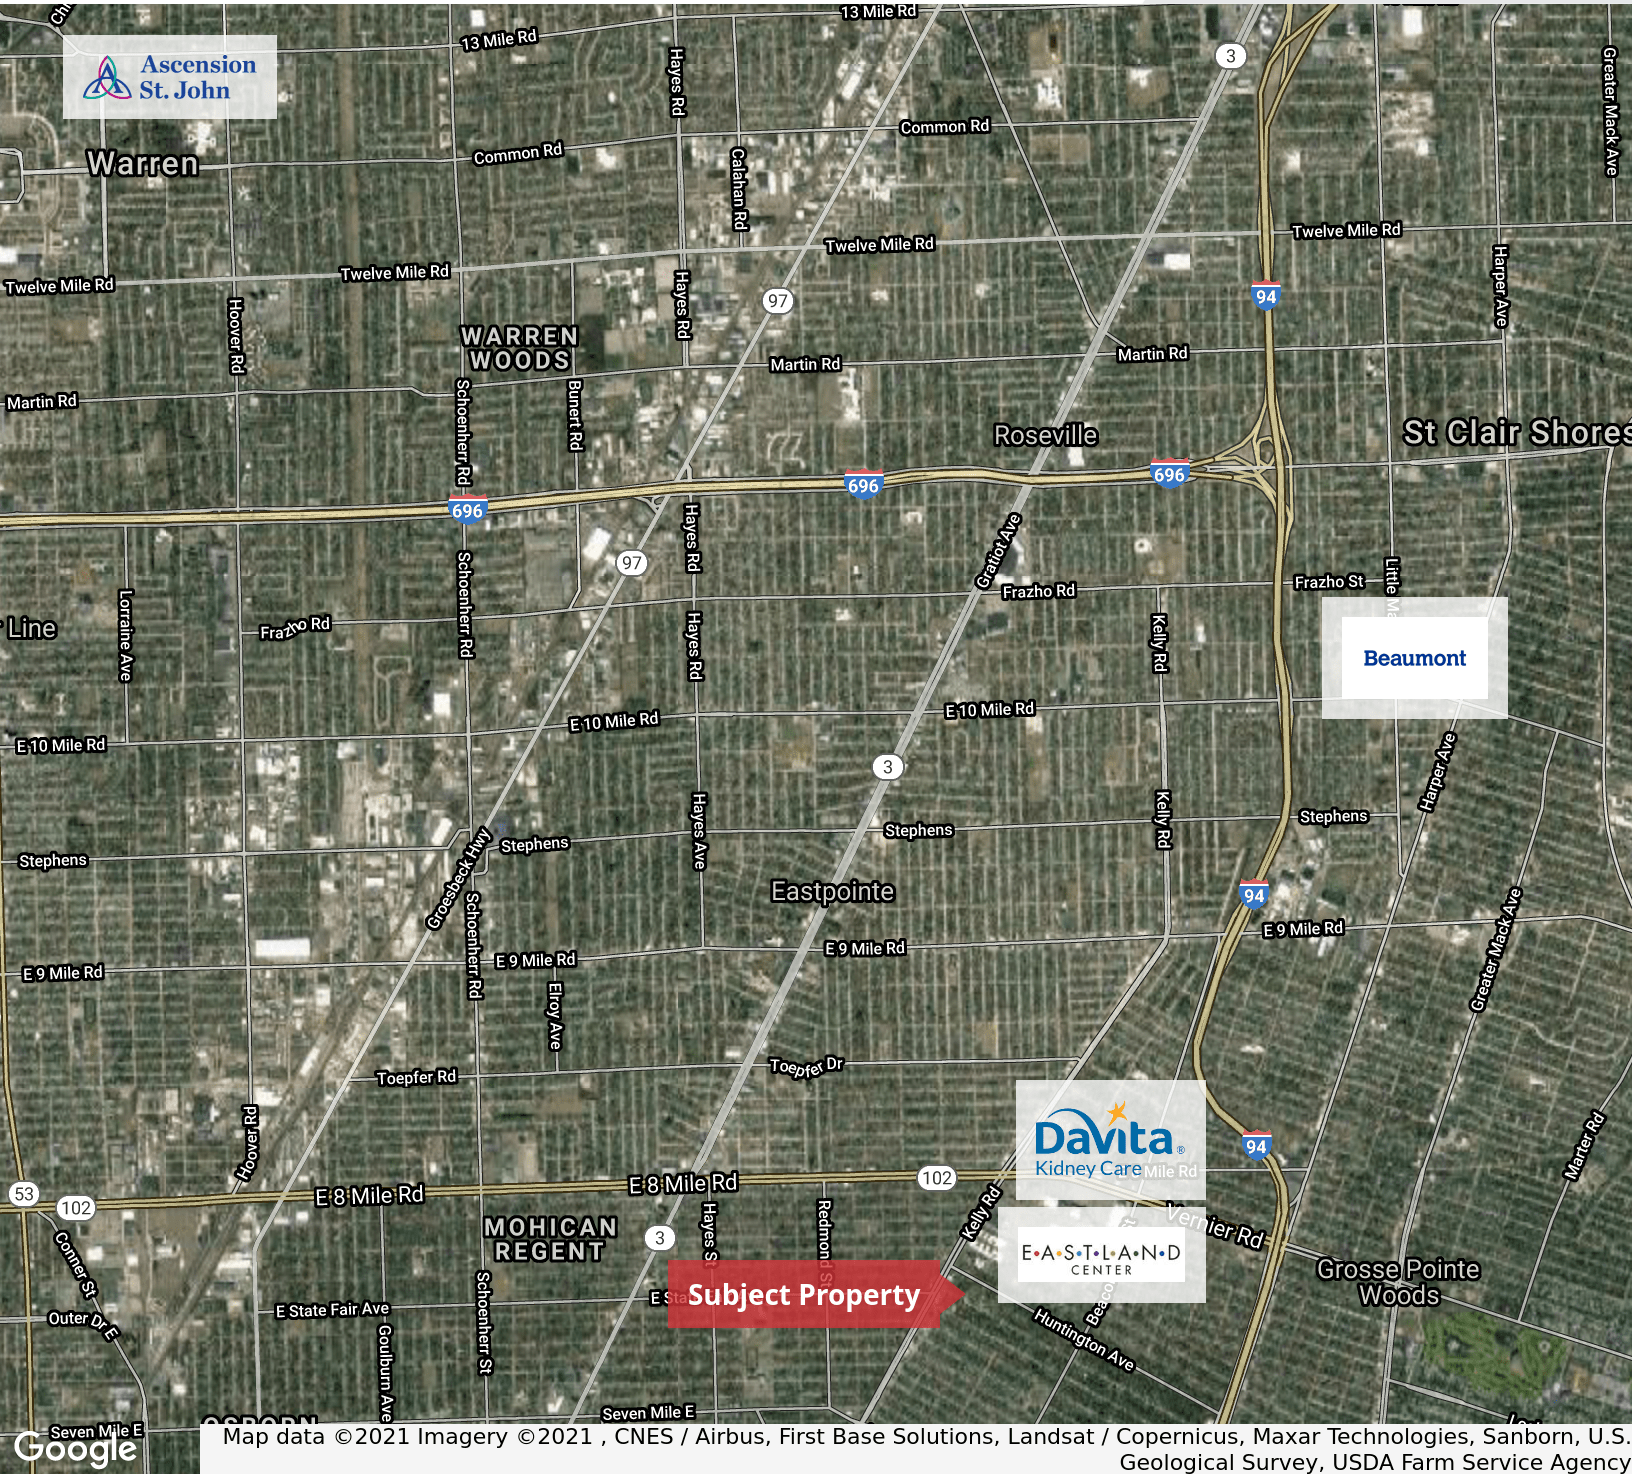 13 Mile Rd
13 Mile Rd
3
Ascension
St. John
Hayes Rd
Greater Mack Ave
Common Rd
Common Rd
Warren
Calahan Rd
Twelve Mile Rd
Twelve Mile Rd
Twelve Mile Rd
Twelve Mile Rd
Hoover Rd
Hayes Rd
97
94
Harper Ave
WARREN
WOODS
Martin Rd
Martin Rd
Martin Rd
Schoenherr Rd
Bunert Rd
Roseville
St Clair Shores
696
696
696
97
Hayes Rd
Gratiot Ave
Frazho Rd
Frazho St
Lorraine Ave
Schoenherr Rd
Line
Frazho Rd
Hayes Rd
Kelly Rd
Beaumont
E 10 Mile Rd
E 10 Mile Rd
E 10 Mile Rd
3
Harper Ave
Hayes Ave
Kelly Rd
Stephens
Stephens
Stephens
Stephens
Groesbeck Hwy
Eastpointe
94
Schoenherr Rd
E 9 Mile Rd
E 9 Mile Rd
E 9 Mile Rd
E 9 Mile Rd
Greater Mack Ave
Elroy Ave
Toepfer Rd
Toepfer Dr
Hoover Rd
DaVita®
Kidney Care
Mile Rd
94
Marter Rd
53
102
E 8 Mile Rd
E 8 Mile Rd
102
Kelly Rd
Vernier Rd
MOHICAN
REGENT
3
Hayes St
Redmond St
Conner St
EASTLAND
CENTER
Grosse Pointe
Woods
Subject Property
E State Fair Ave
Outer Dr E
Goulburn Ave
Schoenherr St
Huntington Ave
Seven Mile E
Seven Mile E
OSBORN
Google
Map data ©2021 Imagery ©2021 , CNES / Airbus, First Base Solutions, Landsat / Copernicus, Maxar Technologies, Sanborn, U.S.
Geological Survey, USDA Farm Service Agency